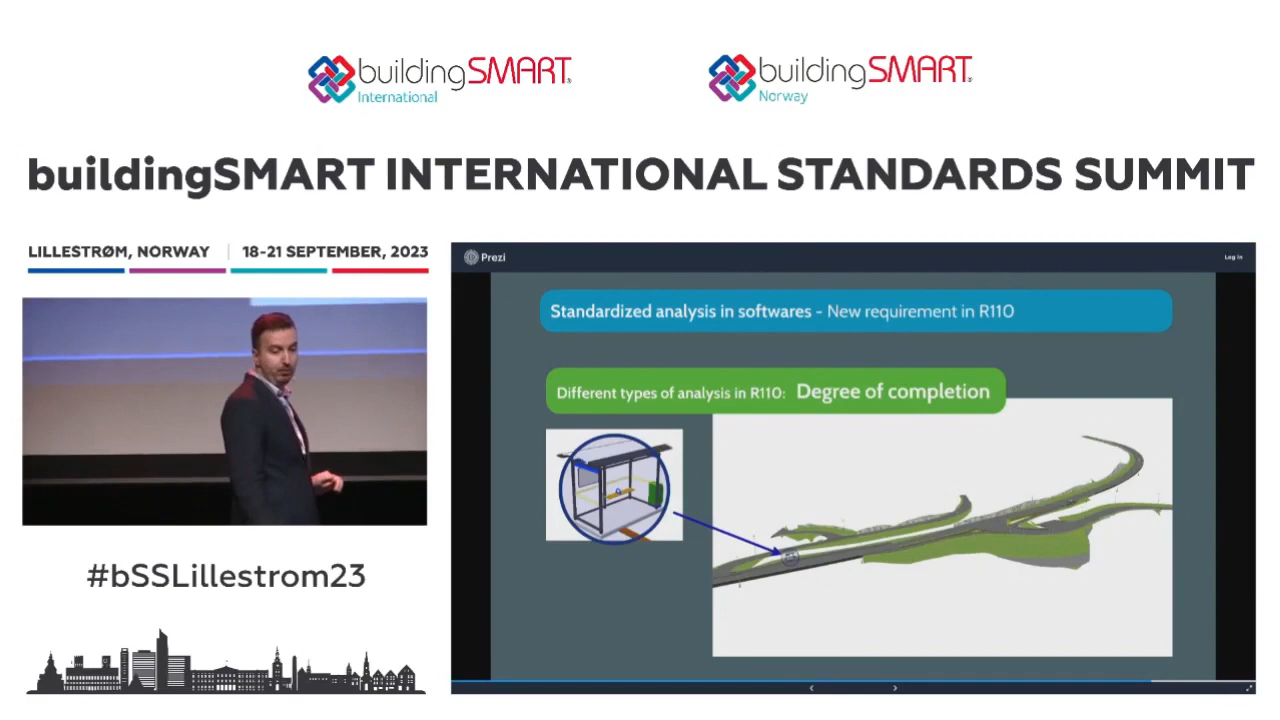 buildingSMART®
International
buildingSMART®
Norway
buildingSMART INTERNATIONAL STANDARDS SUMMIT
LILLESTRØM, NORWAY | 18-21 SEPTEMBER, 2023
Prezi
Log in
Standardized analysis in softwares - New requirement in R110
Different types of analysis in R110: Degree of completion
#bSSLillestrom23